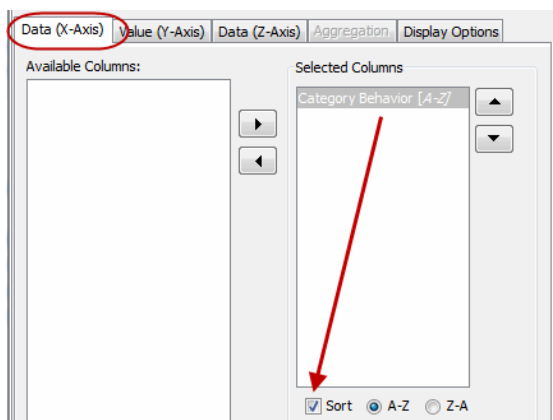 Data (X-Axis) Value (Y-Axis) Data (Z-Axis) Aggregation Display Options
Available Columns: Selected Columns
Category Behavior [A-Z]
Sort A-Z Z-A